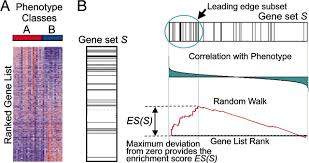 A
Phenotype
Classes
A B
Ranked Gene List
B
Gene set S
Leading edge subset
Gene set S
Correlation with Phenotype
Random Walk
ES(S)
Gene List Rank
Maximum deviation
from zero provides the
enrichment score ES(S)